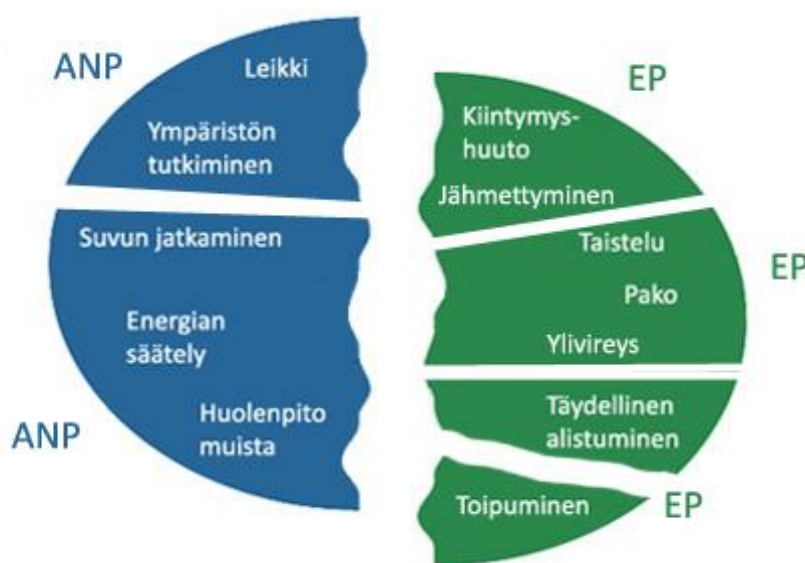 ANP
Leikki
Ympäristön
tutkiminen
Suvun jatkaminen
Energian
säätely
Huolenpito
muista
ANP
EP
Kiintymys-
huuto
Jähmettyminen
Taistelu
EP
Pako
Ylivireys
Täydellinen
alistuminen
Toipuminen
EP